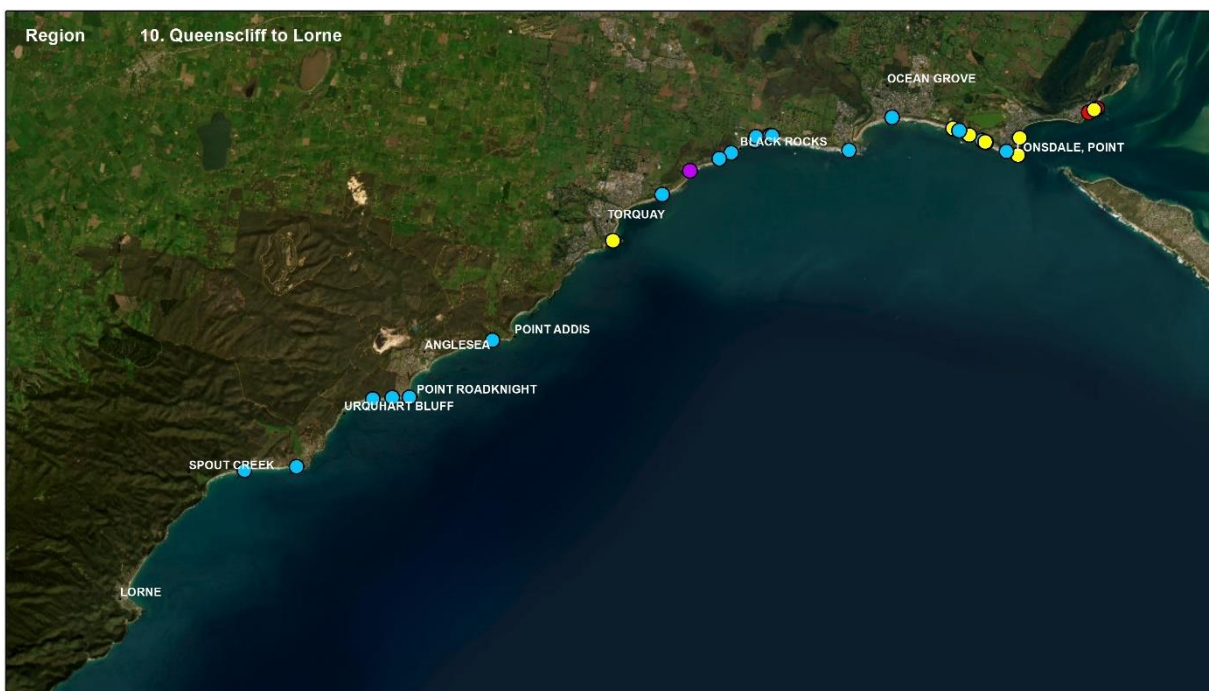 Region 10. Queenscliff to Lorne
OCEAN GROVE
BLACK ROCKS
LONSDALE, POINT
TORQUAY
POINT ADDIS
ANGLESEA
POINT ROADKNIGHT
URQUHART BLUFF
SPOUT CREEK
LORNE